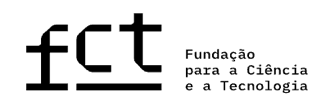 fct
Fundação
para a Ciência
e a Tecnologia